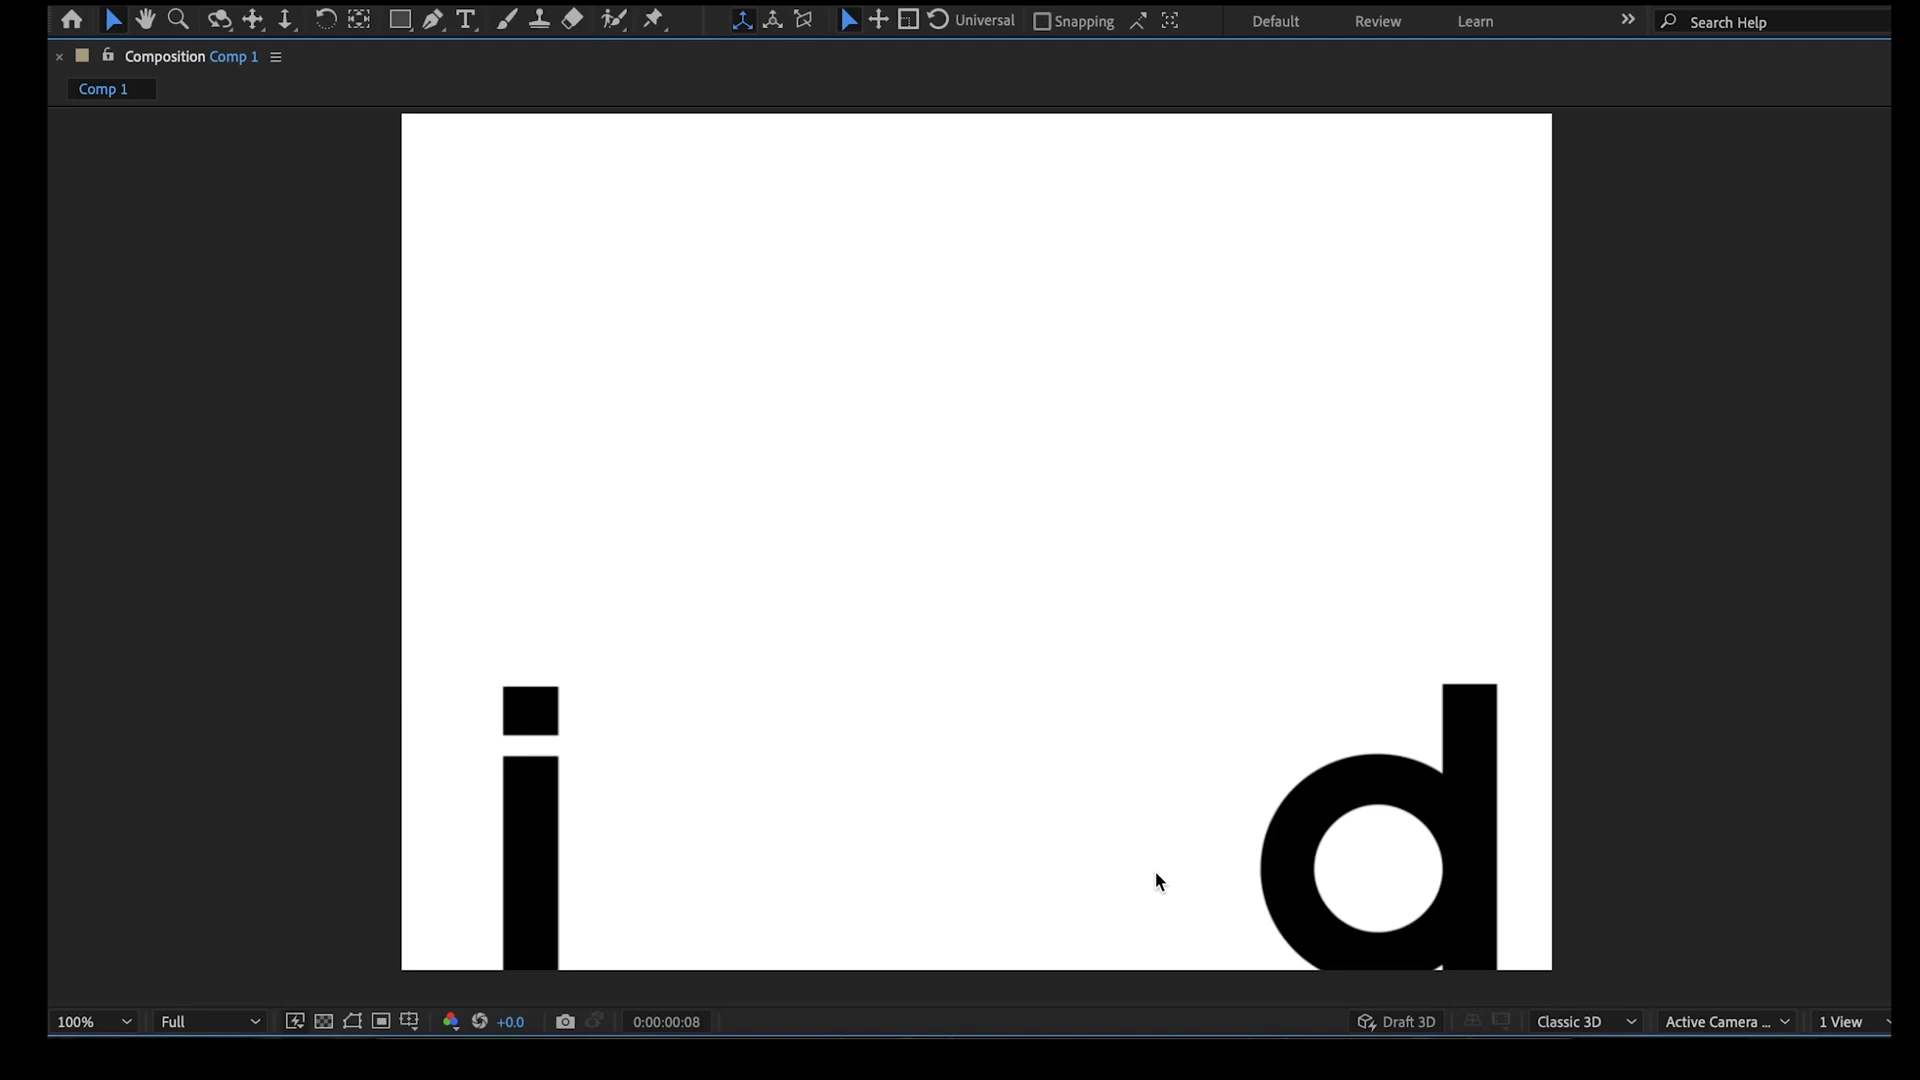 Universal Snapping Default Review Learn Search Help
Composition Comp 1
Comp 1
i d
100% Full +0.0 0:00:00:08 Draft 3D Classic 3D Active Camera ... 1 View